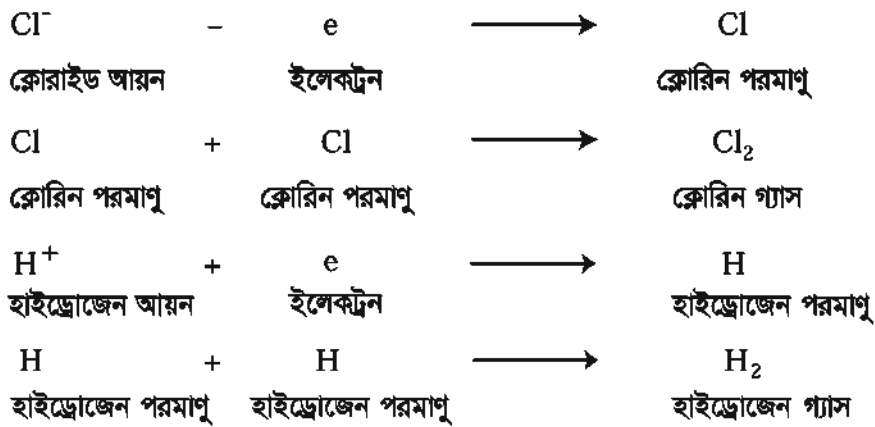 Cl⁻ − e ⟶ Cl
ক্লোরাইড আয়ন ইলেকট্রন ক্লোরিন পরমাণু
Cl + Cl ⟶ Cl₂
ক্লোরিন পরমাণু ক্লোরিন পরমাণু ক্লোরিন গ্যাস
H⁺ + e ⟶ H
হাইড্রোজেন আয়ন ইলেকট্রন হাইড্রোজেন পরমাণু
H + H ⟶ H₂
হাইড্রোজেন পরমাণু হাইড্রোজেন পরমাণু হাইড্রোজেন গ্যাস